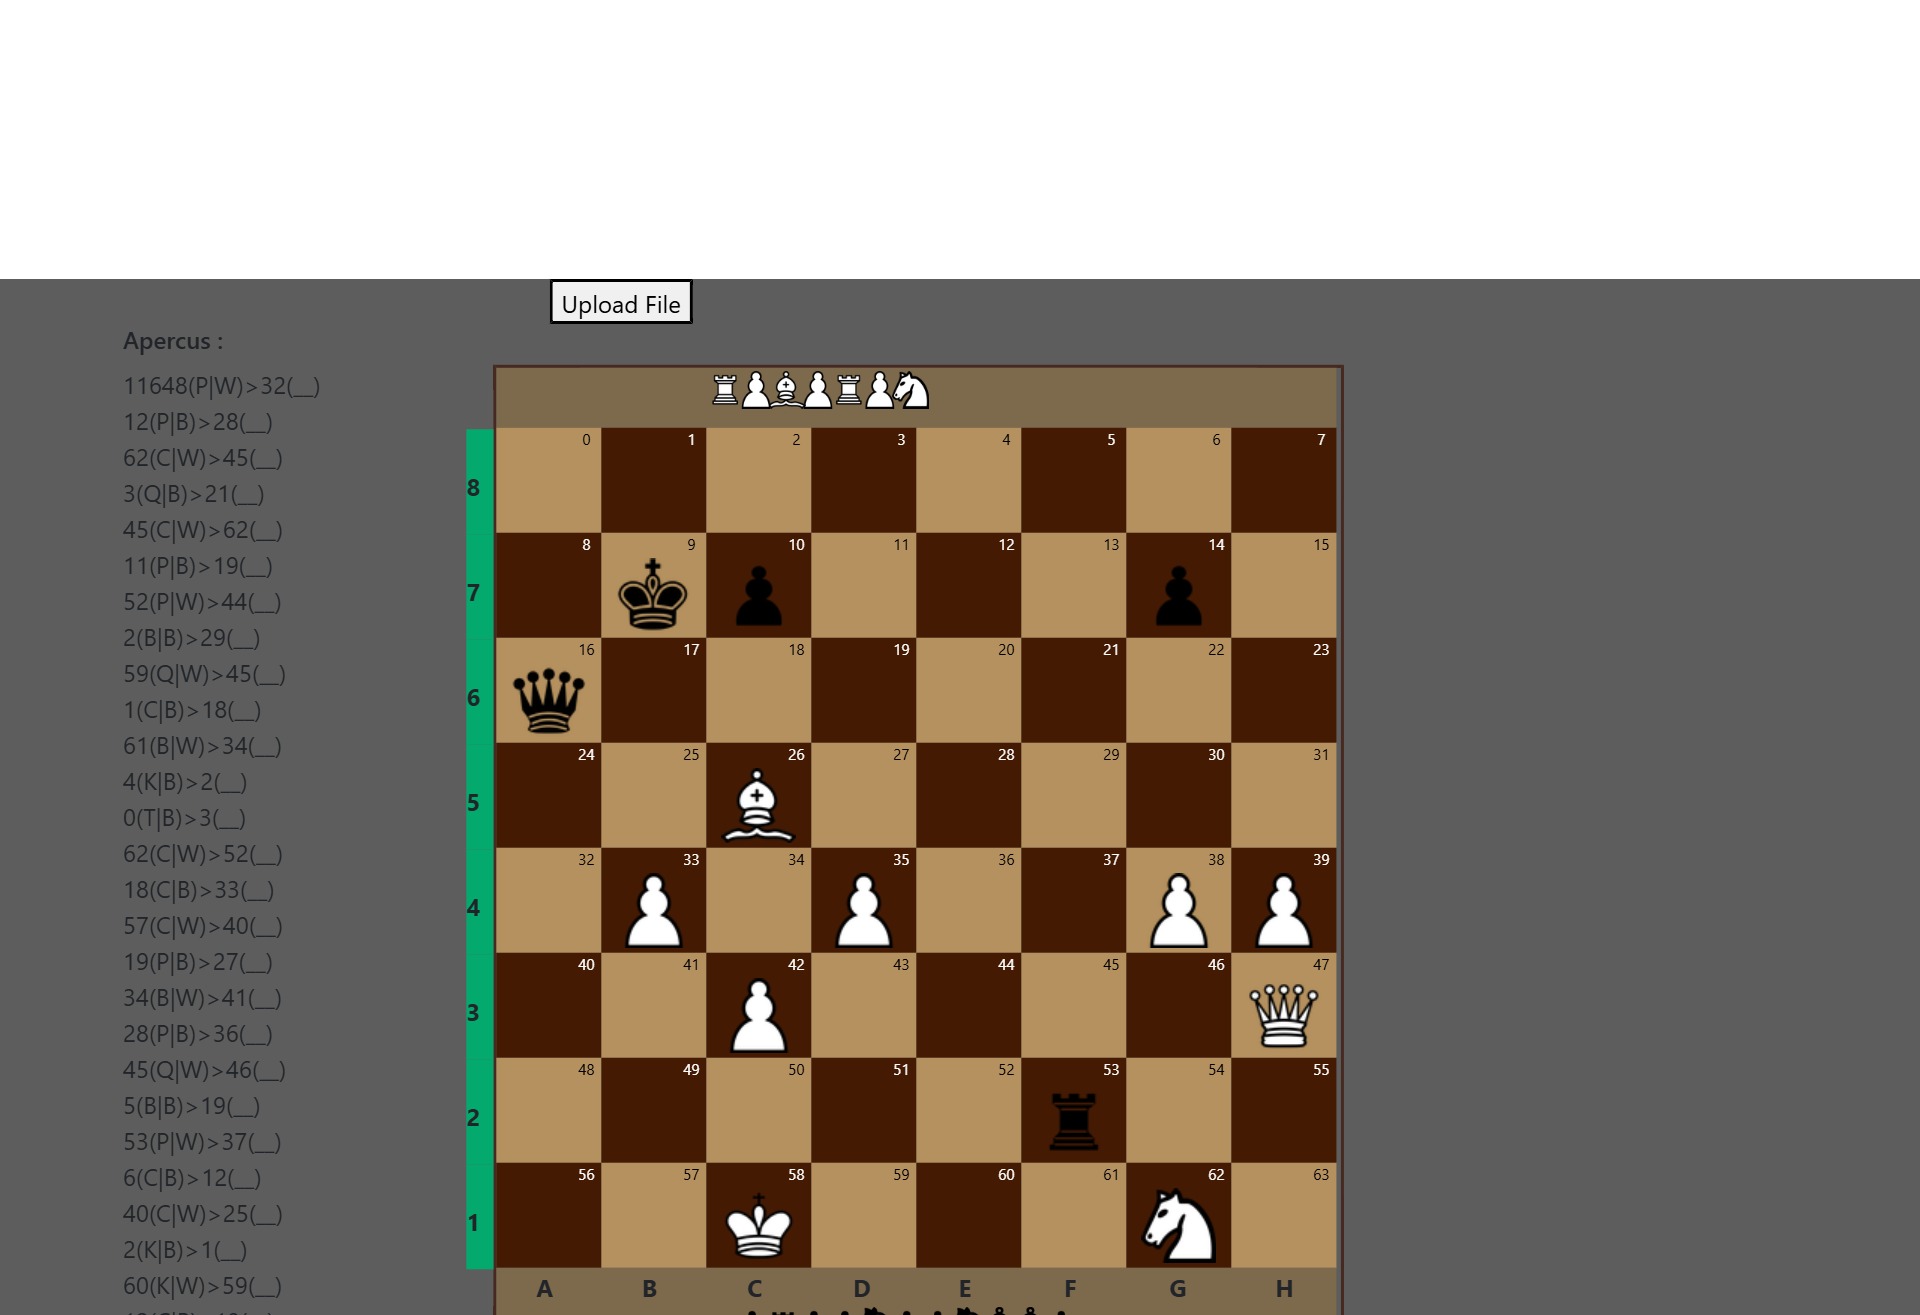 Upload File
Apercus :
11648(P|W)>32(__)
12(P|B)>28(__)
62(C|W)>45(__)
3(Q|B)>21(__)
45(C|W)>62(__)
11(P|B)>19(__)
52(P|W)>44(__)
2(B|B)>29(__)
59(Q|W)>45(__)
1(C|B)>18(__)
61(B|W)>34(__)
4(K|B)>2(__)
0(T|B)>3(__)
62(C|W)>52(__)
18(C|B)>33(__)
57(C|W)>40(__)
19(P|B)>27(__)
34(B|W)>41(__)
28(P|B)>36(__)
45(Q|W)>46(__)
5(B|B)>19(__)
53(P|W)>37(__)
6(C|B)>12(__)
40(C|W)>25(__)
2(K|B)>1(__)
60(K|W)>59(__)
0 1 2 3 4 5 6 7
8
8 9 10 11 12 13 14 15
7
16 17 18 19 20 21 22 23
6
24 25 26 27 28 29 30 31
5
32 33 34 35 36 37 38 39
4
40 41 42 43 44 45 46 47
3
48 49 50 51 52 53 54 55
2
56 57 58 59 60 61 62 63
1
A B C D E F G H